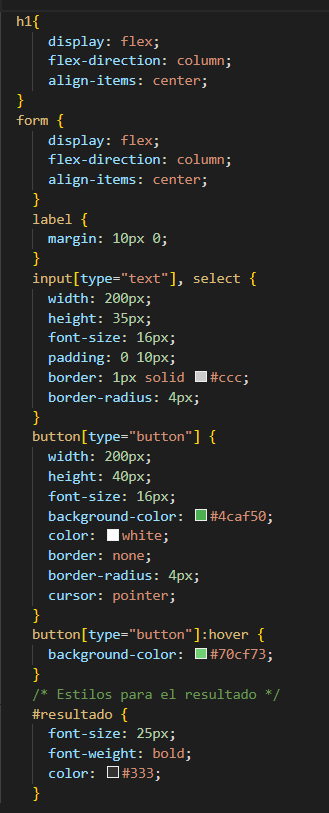 h1{
display: flex;
flex-direction: column;
align-items: center;
}
form {
display: flex;
flex-direction: column;
align-items: center;
}
label {
margin: 10px 0;
}
input[type="text"], select {
width: 200px;
height: 35px;
font-size: 16px;
padding: 0 10px;
border: 1px solid #ccc;
border-radius: 4px;
}
button[type="button"] {
width: 200px;
height: 40px;
font-size: 16px;
background-color: #4caf50;
color: white;
border: none;
border-radius: 4px;
cursor: pointer;
}
button[type="button"]:hover {
background-color: #70cf73;
}
/* Estilos para el resultado */
#resultado {
font-size: 25px;
font-weight: bold;
color: #333;
}